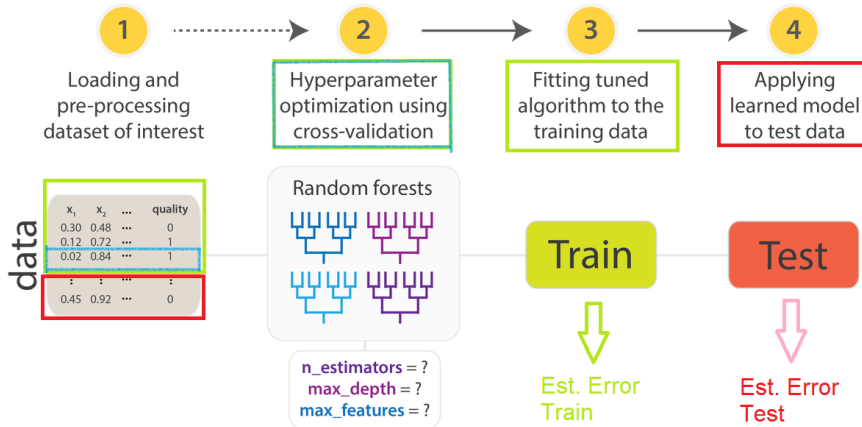 1
2
3
4
Loading and
pre-processing
dataset of interest
Hyperparameter
optimization using
cross-validation
Fitting tuned
algorithm to the
training data
Applying
learned model
to test data
data
x₁ x₂ ••• quality
0.30 0.48 ••• 0
0.12 0.72 ••• 1
0.02 0.84 ••• 1
: : ••• :
0.45 0.92 ••• 0
Random forests
n_estimators = ?
max_depth = ?
max_features = ?
Train
Test
Est. Error
Train
Est. Error
Test